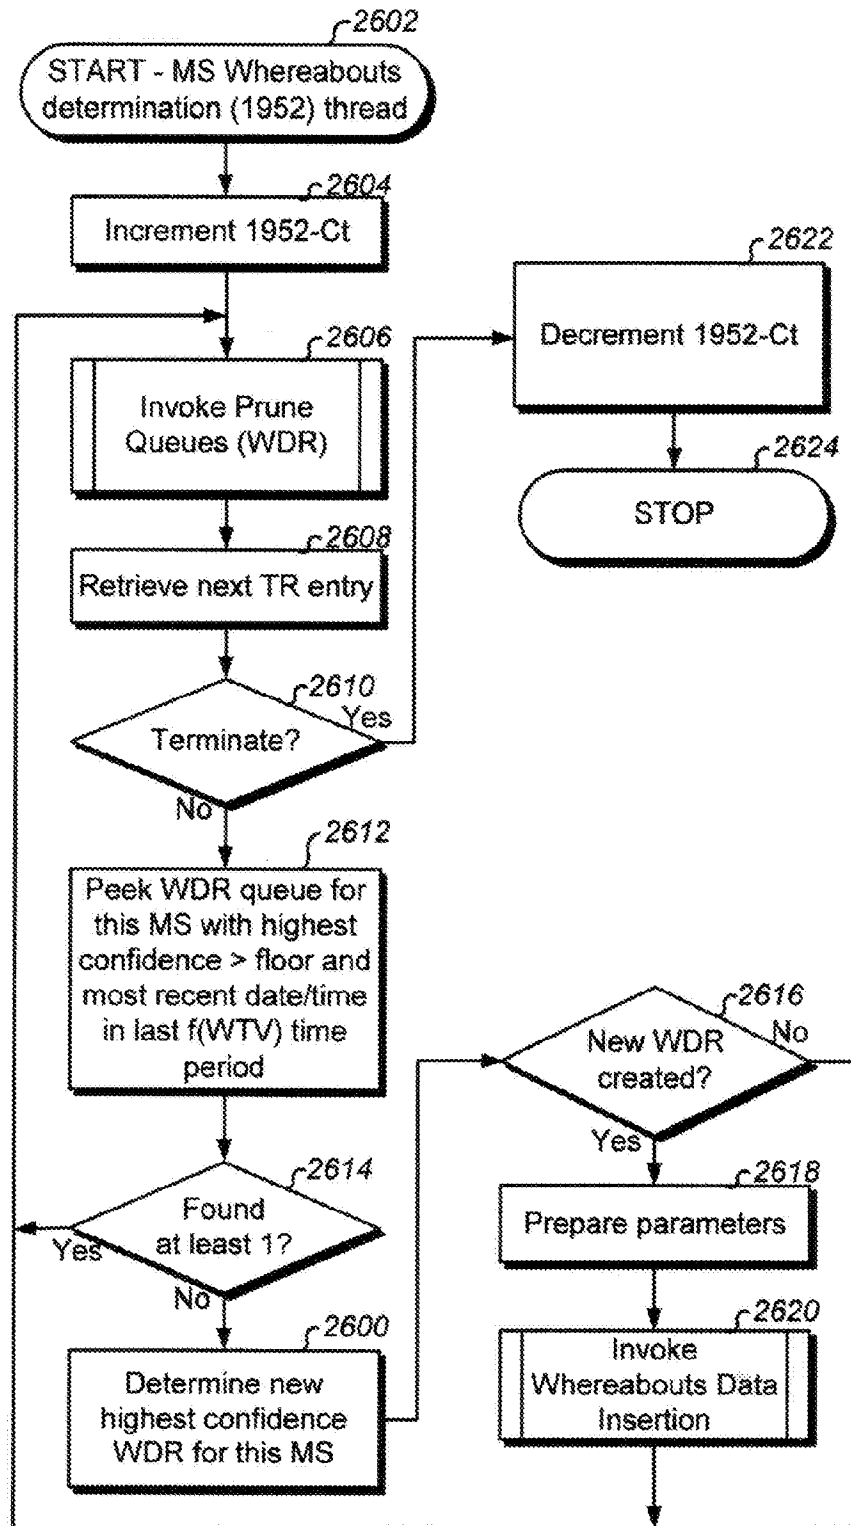 2602
START - MS Whereabouts
determination (1952) thread
2604
Increment 1952-Ct
2606
Invoke Prune
Queues (WDR)
2608
Retrieve next TR entry
2610
Terminate?
Yes
No
2622
Decrement 1952-Ct
2624
STOP
2612
Peek WDR queue for
this MS with highest
confidence > floor and
most recent date/time
in last f(WTV) time
period
2614
Found
at least 1?
Yes
No
2600
Determine new
highest confidence
WDR for this MS
2616
New WDR
created?
No
Yes
2618
Prepare parameters
2620
Invoke
Whereabouts Data
Insertion